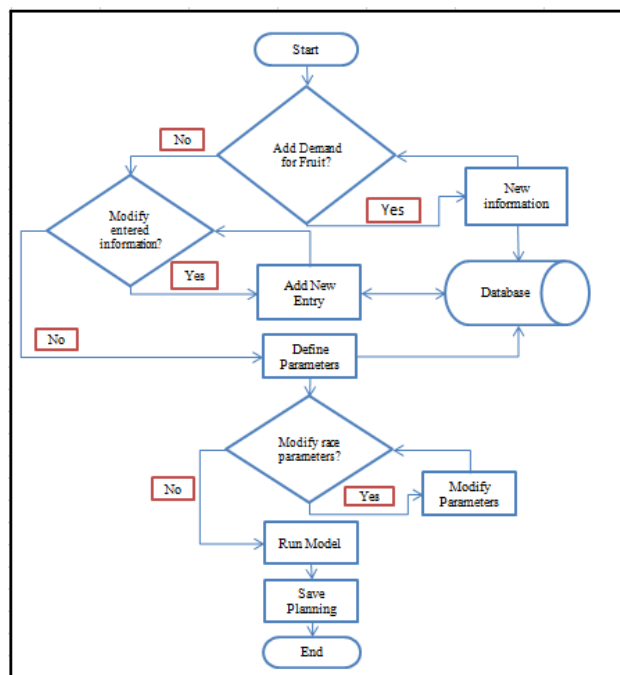 Start
Add Demand
for Fruit?
No
Yes
New
information
Modify
entered
information?
Yes
Add New
Entry
Database
No
Define
Parameters
Modify race
parameters?
No
Yes
Modify
Parameters
Run Model
Save
Planning
End